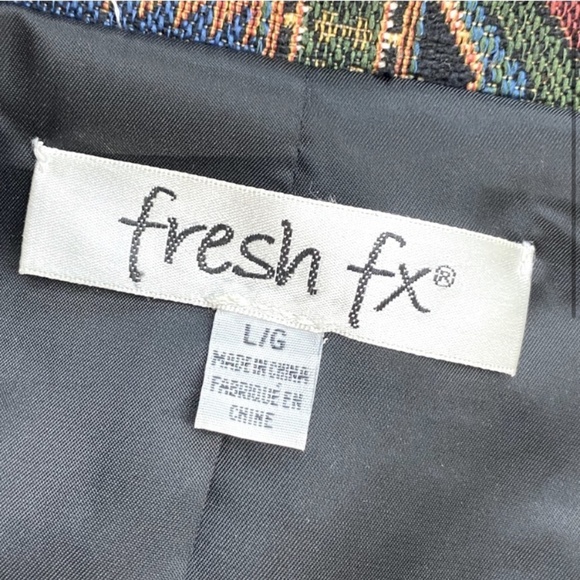 fresh fx®
L/G
MADE IN CHINA
FABRIQUÉ EN
CHINE